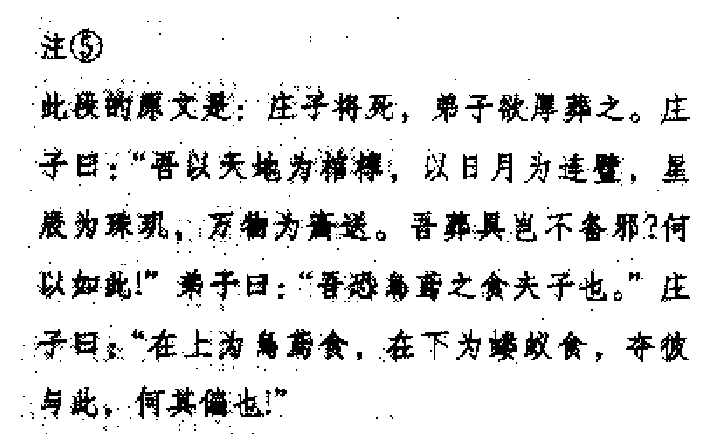 注⑤
此段的原文是：庄子将死，弟子欲厚葬之。庄
子曰：“吾以天地为棺椁，以日月为连璧，星
辰为珠玑，万物为赍送。吾葬具岂不备邪?何
以如此!”弟子曰：“吾恐乌鸢之食夫子也。”庄
子曰：“在上为乌鸢食，在下为蝼蚁食，夺彼
与此，何其偏也!”